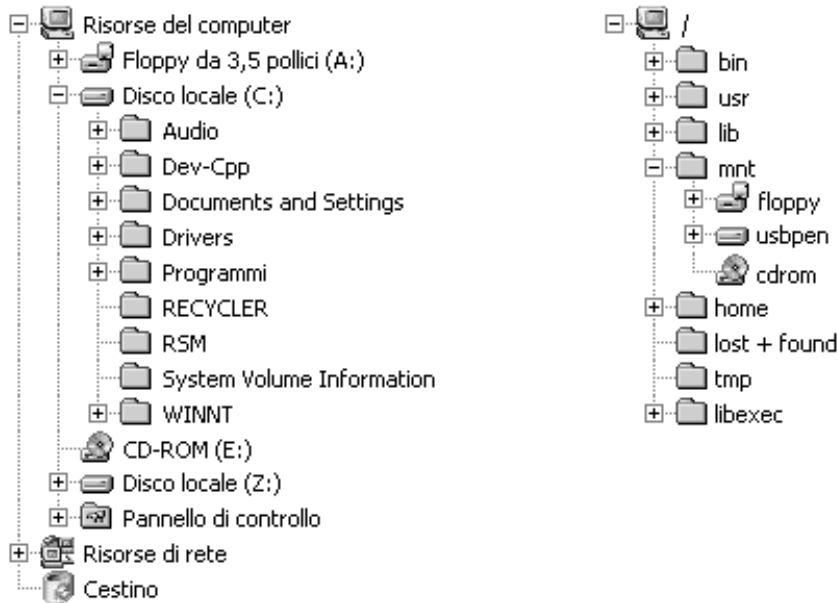 Risorse del computer
Floppy da 3,5 pollici (A:)
Disco locale (C:)
Audio
Dev-Cpp
Documents and Settings
Drivers
Programmi
RECYCLER
RSM
System Volume Information
WINNT
CD-ROM (E:)
Disco locale (Z:)
Pannello di controllo
Risorse di rete
Cestino
/
bin
usr
lib
mnt
floppy
usbpen
cdrom
home
lost + found
tmp
libexec